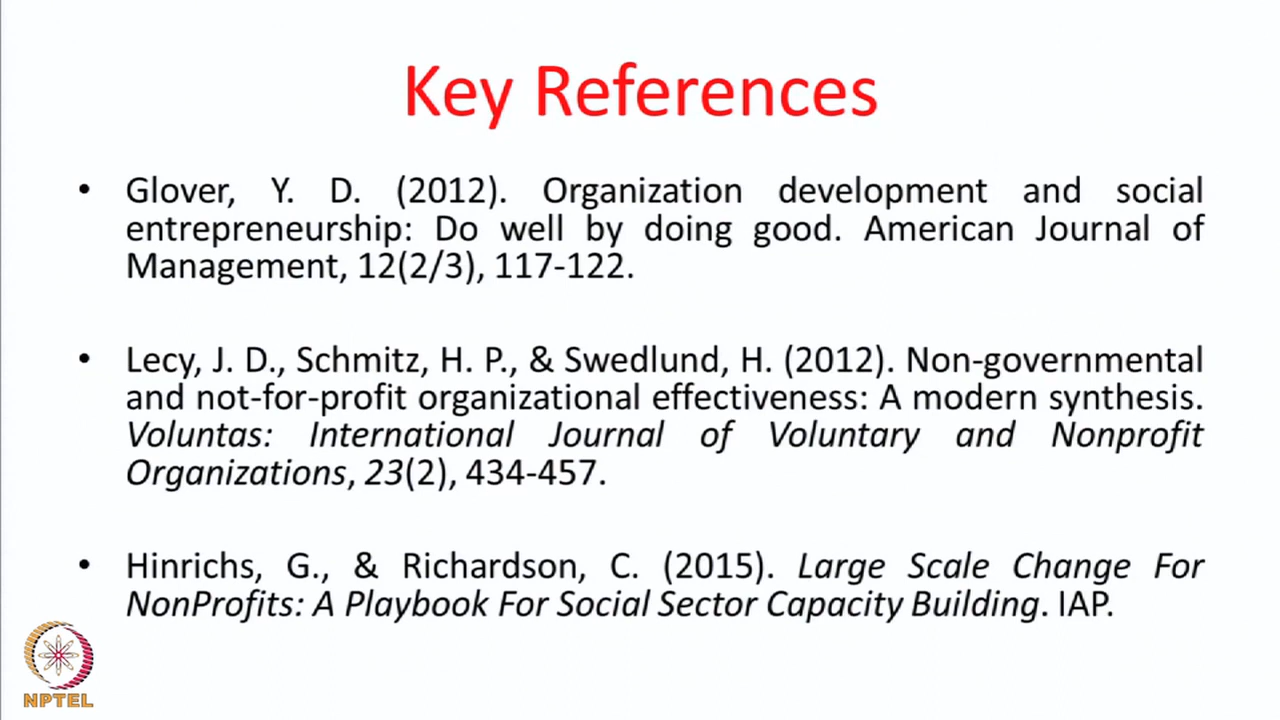 Key References
• Glover, Y. D. (2012). Organization development and social
entrepreneurship: Do well by doing good. American Journal of
Management, 12(2/3), 117-122.
• Lecy, J. D., Schmitz, H. P., & Swedlund, H. (2012). Non-governmental
and not-for-profit organizational effectiveness: A modern synthesis.
Voluntas: International Journal of Voluntary and Nonprofit
Organizations, 23(2), 434-457.
• Hinrichs, G., & Richardson, C. (2015). Large Scale Change For
NonProfits: A Playbook For Social Sector Capacity Building. IAP.
NPTEL